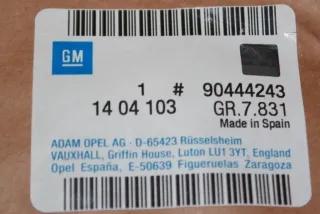 GM
1 # 90444243
14 04 103 GR.7.831
Made in Spain
ADAM OPEL AG · D-65423 Rüsselsheim
VAUXHALL, Griffin House, Luton LU1 3YT, England
Opel España, E-50639 Figueruelas Zaragoza